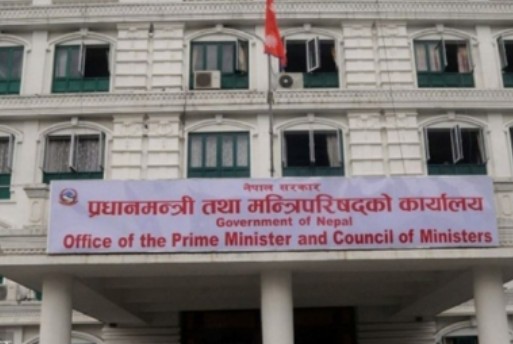 नेपाल सरकार
प्रधानमन्त्री तथा मन्त्रिपरिषद्को कार्यालय
Government of Nepal
Office of the Prime Minister and Council of Ministers